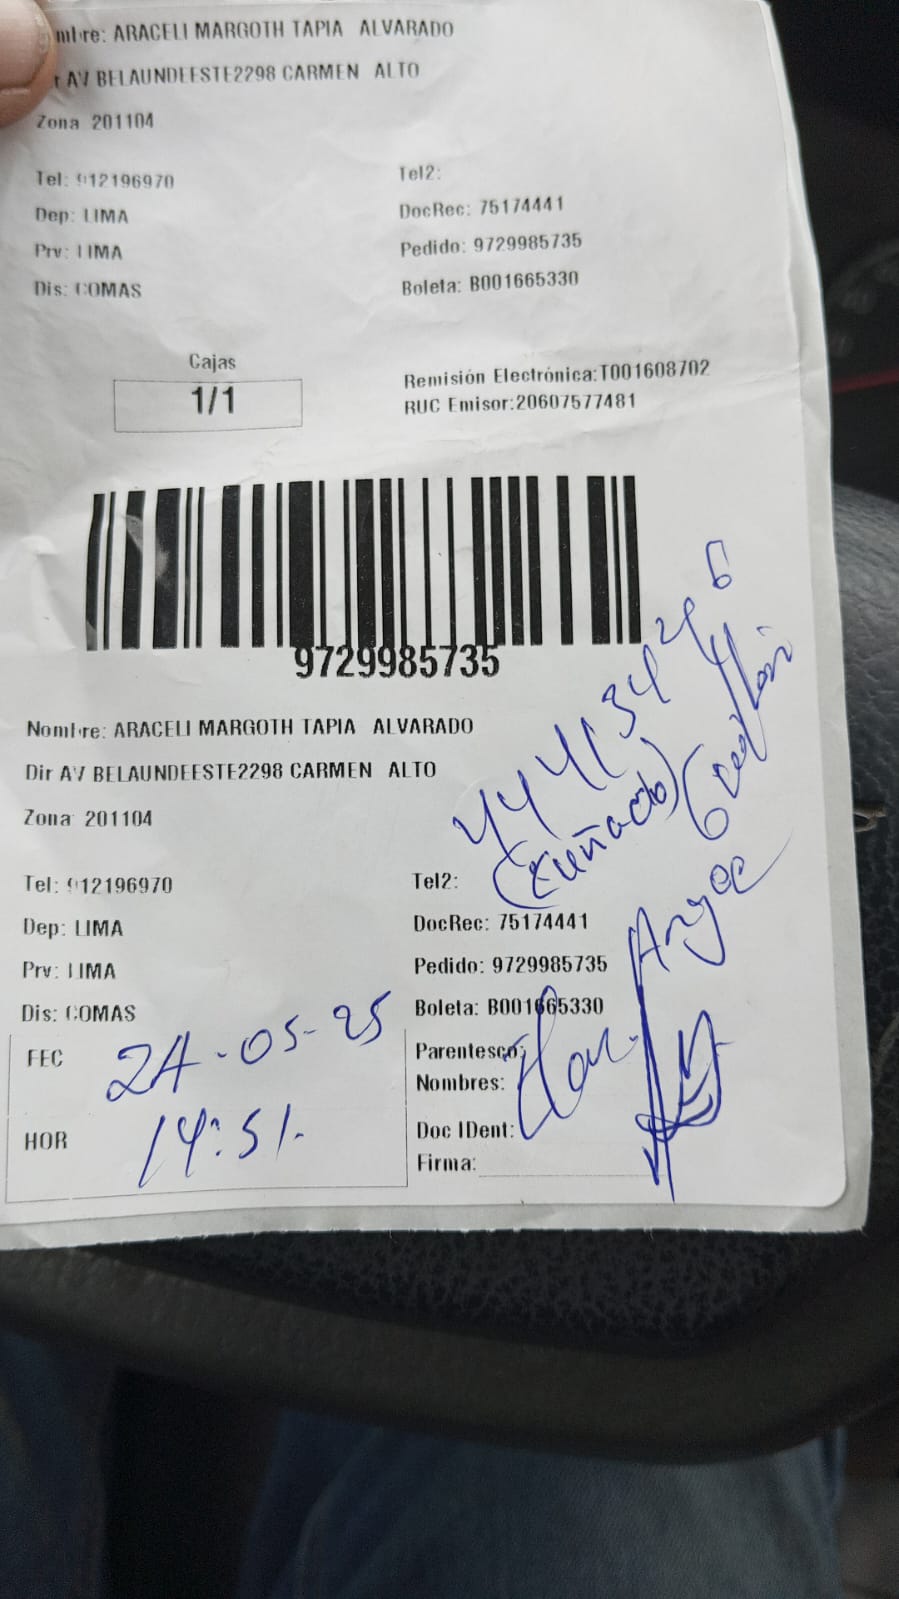 mbre: ARACELI MARGOTH TAPIA ALVARADO
r AV BELAUNDEESTE2298 CARMEN ALTO
Zona 201104
Tel: 912196970
Tel2:
Dep: LIMA
DocRec: 75174441
Prv: LIMA
Pedido: 9729985735
Dis: COMAS
Boleta: B001665330
Cajas
1/1
Remisión Electrónica:T001608702
RUC Emisor:20607577481
9729985735
Nombre: ARACELI MARGOTH TAPIA ALVARADO
Dir AV BELAUNDEESTE2298 CARMEN ALTO
Zona 201104
(Cuñado)
Tel: 912196970
Tel2:
Dep: LIMA
DocRec: 75174441
Prv: LIMA
Pedido: 9729985735
Dis: COMAS
Boleta: B001665330
FEC 24-05-25
Parentesco:
Nombres:
HOR 14:51
Doc IDent:
Firma: